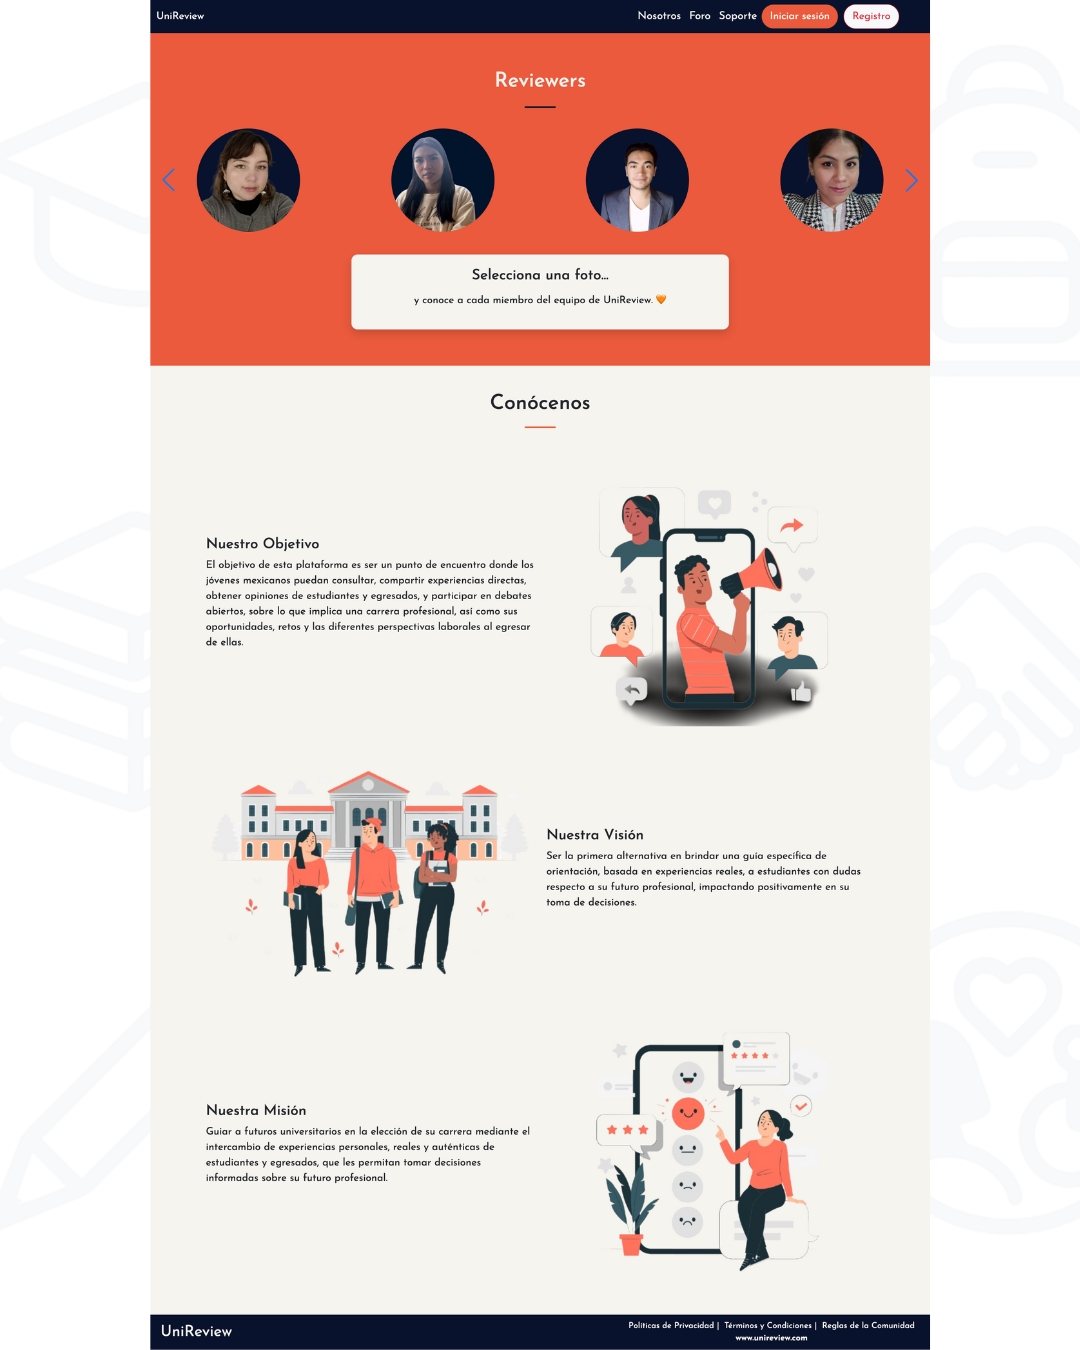 UniReview
Nosotros Foro Soporte Iniciar sesión Registro
Reviewers
Selecciona una foto...
y conoce a cada miembro del equipo de UniReview. 🧡
Conócenos
Nuestro Objetivo
El objetivo de esta plataforma es ser un punto de encuentro donde los
jóvenes mexicanos puedan consultar, compartir experiencias directas,
obtener opiniones de estudiantes y egresados, y participar en debates
abiertos, sobre lo que implica una carrera profesional, así como sus
oportunidades, retos y las diferentes perspectivas laborales al egresar
de ellas.
Nuestra Visión
Ser la primera alternativa en brindar una guía específica de
orientación, basada en experiencias reales, a estudiantes con dudas
respecto a su futuro profesional, impactando positivamente en su
toma de decisiones.
Nuestra Misión
Guiar a futuros universitarios en la elección de su carrera mediante el
intercambio de experiencias personales, reales y auténticas de
estudiantes y egresados, que les permitan tomar decisiones
informadas sobre su futuro profesional.
UniReview
Políticas de Privacidad | Términos y Condiciones | Reglas de la Comunidad
www.unireview.com